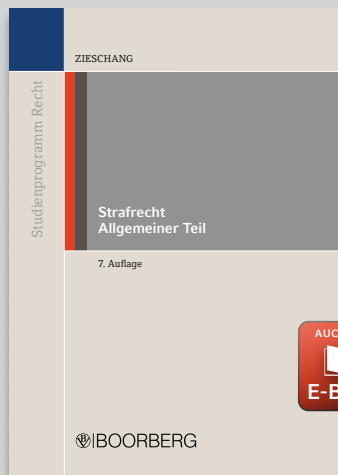 ZIESCHANG
Studienprogramm Recht
Strafrecht
Allgemeiner Teil
7. Auflage
BOORBERG